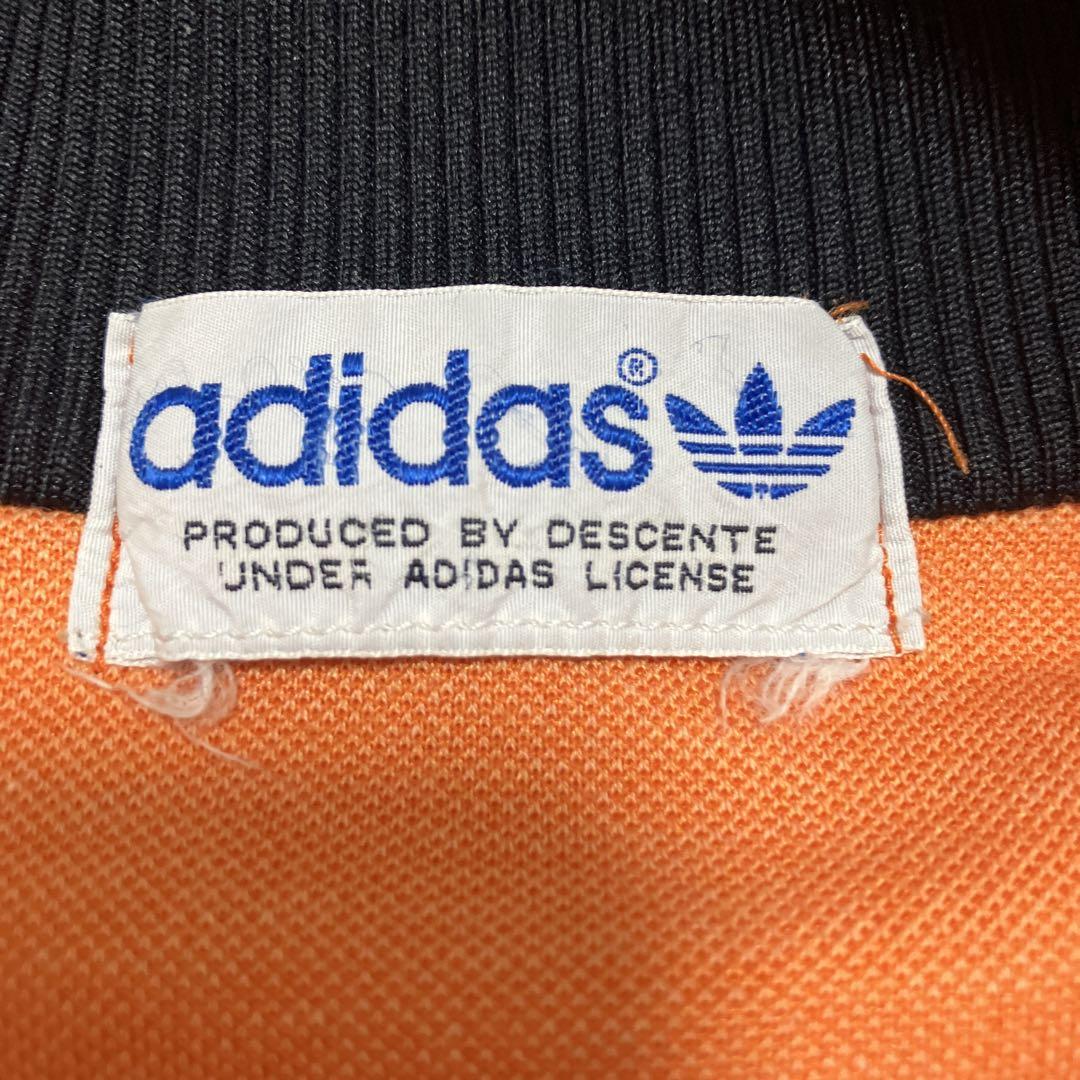 adidas®
PRODUCED BY DESCENTE
UNDER ADIDAS LICENSE